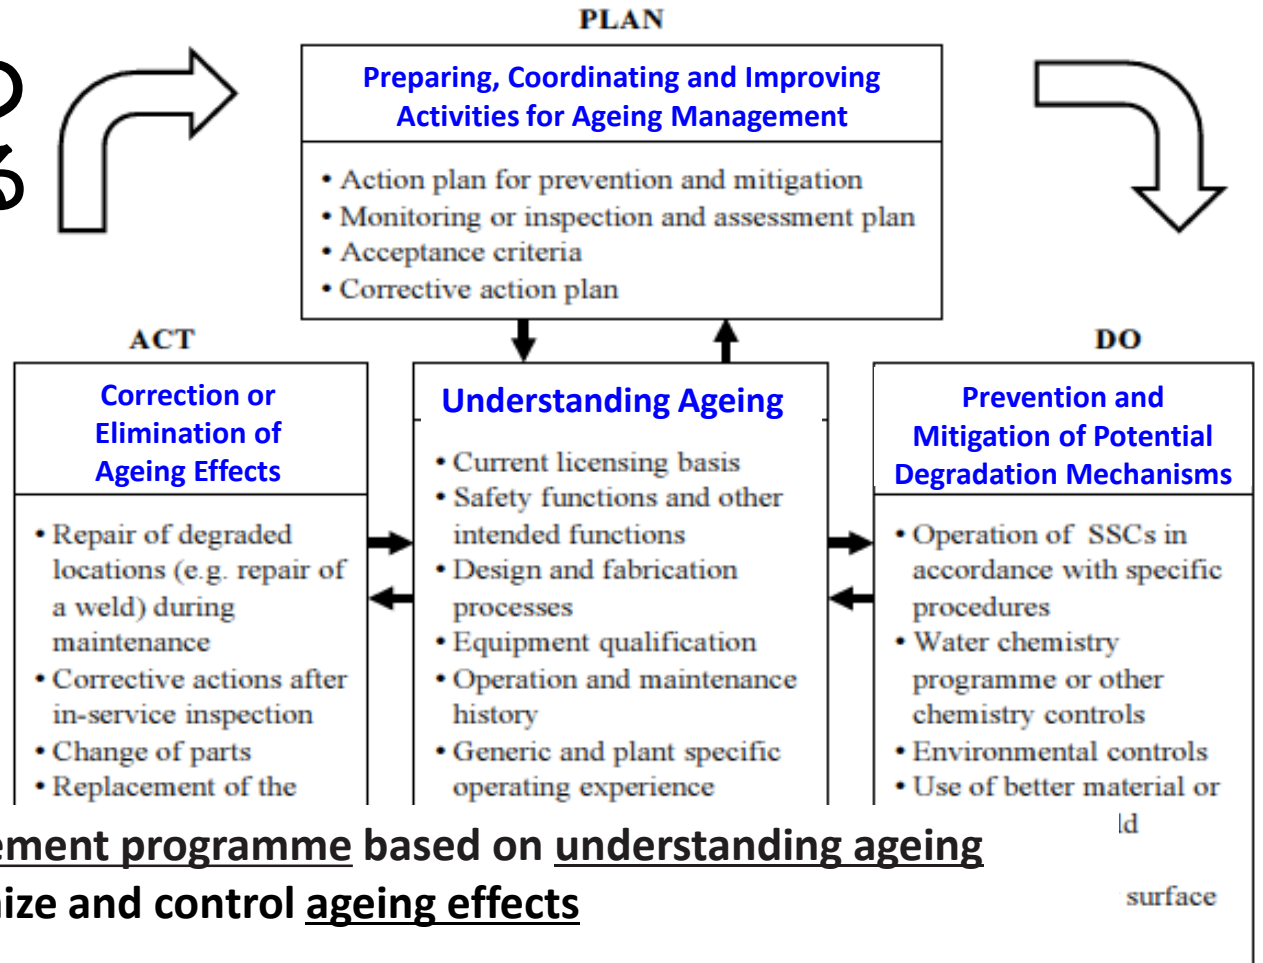 PLAN
Preparing, Coordinating and Improving
Activities for Ageing Management
• Action plan for prevention and mitigation
• Monitoring or inspection and assessment plan
• Acceptance criteria
• Corrective action plan
ACT
Correction or
Elimination of
Ageing Effects
• Repair of degraded
locations (e.g. repair of
a weld) during
maintenance
• Corrective actions after
in-service inspection
• Change of parts
• Replacement of the
Understanding Ageing
• Current licensing basis
• Safety functions and other
intended functions
• Design and fabrication
processes
• Equipment qualification
• Operation and maintenance
history
• Generic and plant specific
operating experience
DO
Prevention and
Mitigation of Potential
Degradation Mechanisms
• Operation of SSCs in
accordance with specific
procedures
• Water chemistry
programme or other
chemistry controls
• Environmental controls
• Use of better material or
ld
surface
ement programme based on understanding ageing
ize and control ageing effects